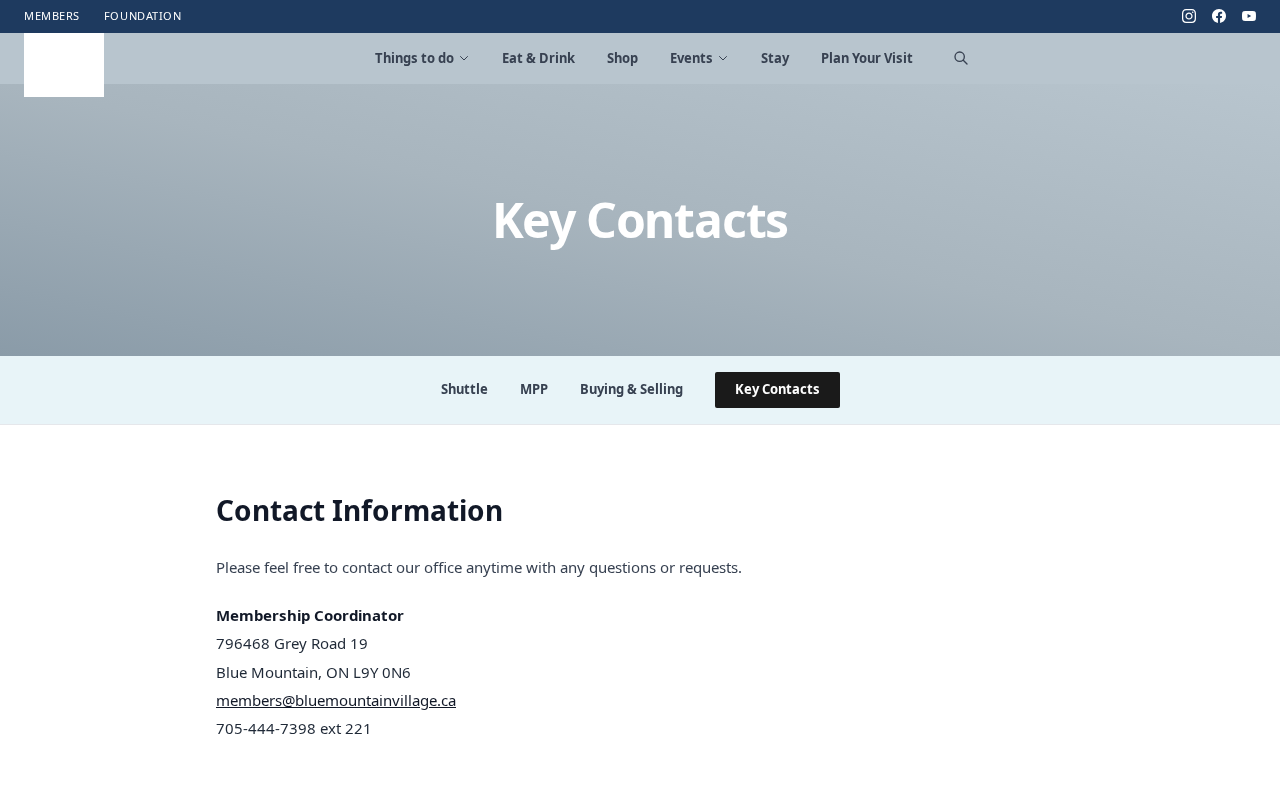 MEMBERS FOUNDATION
Things to do Eat & Drink Shop Events Stay Plan Your Visit
Key Contacts
Shuttle MPP Buying & Selling Key Contacts
Contact Information
Please feel free to contact our office anytime with any questions or requests.
Membership Coordinator
796468 Grey Road 19
Blue Mountain, ON L9Y 0N6
members@bluemountainvillage.ca
705-444-7398 ext 221